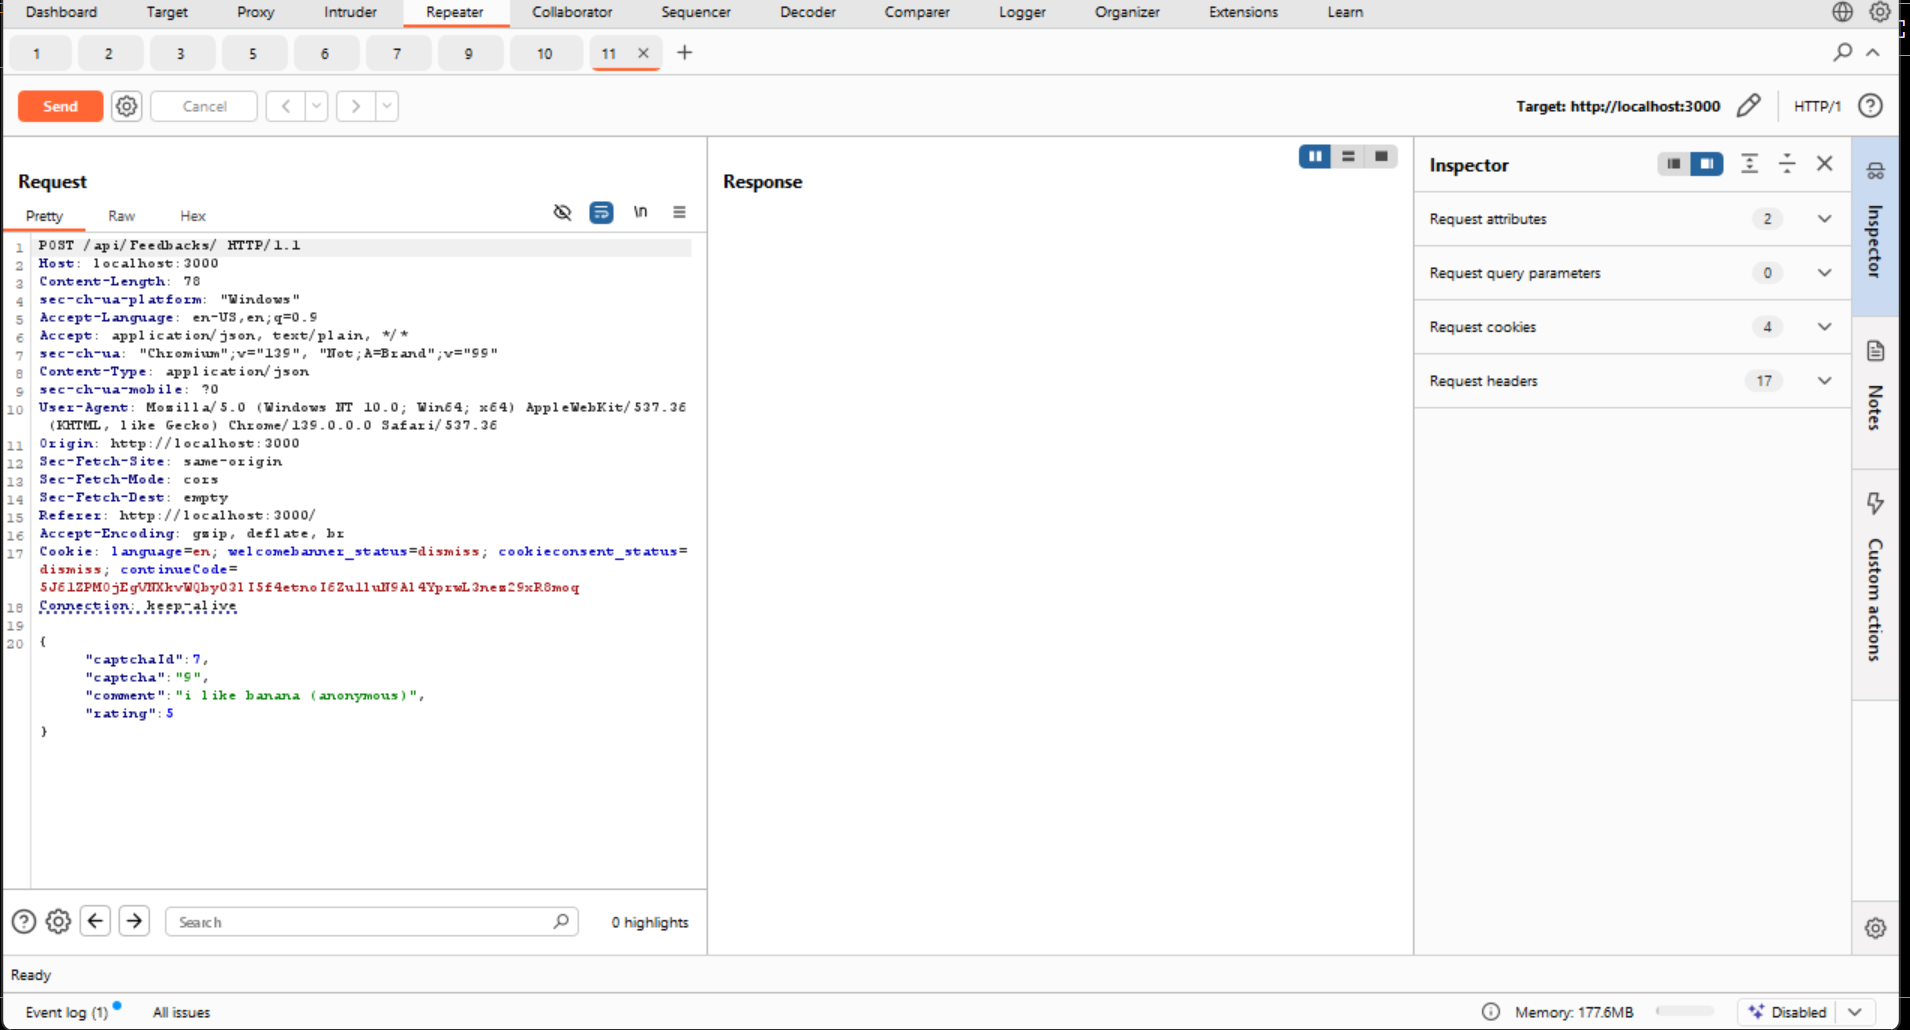 Dashboard Target Proxy Intruder Repeater Collaborator Sequencer Decoder Comparer Logger Organizer Extensions Learn
1 2 3 5 6 7 9 10 11 × +
Send Cancel < > Target: http://localhost:3000 HTTP/1 ?
Request
Pretty Raw Hex \n
1 POST /api/Feedbacks/ HTTP/1.1
2 Host: localhost:3000
3 Content-Length: 78
4 sec-ch-ua-platform: "Windows"
5 Accept-Language: en-US,en;q=0.9
6 Accept: application/json, text/plain, */*
7 sec-ch-ua: "Chromium";v="139", "Not;A=Brand";v="99"
8 Content-Type: application/json
9 sec-ch-ua-mobile: ?0
10 User-Agent: Mozilla/5.0 (Windows NT 10.0; Win64; x64) AppleWebKit/537.36
(KHTML, like Gecko) Chrome/139.0.0.0 Safari/537.36
11 Origin: http://localhost:3000
12 Sec-Fetch-Site: same-origin
13 Sec-Fetch-Mode: cors
14 Sec-Fetch-Dest: empty
15 Referer: http://localhost:3000/
16 Accept-Encoding: gzip, deflate, br
17 Cookie: language=en; welcomebanner_status=dismiss; cookieconsent_status=
dismiss; continueCode=
18 Connection: keep-alive
19
20 {
"captchaId":7,
"captcha":"9",
"comment":"i like banana (anonymous)",
"rating":5
}
? Search 0 highlights
Response
Inspector
Request attributes 2
Request query parameters 0
Request cookies 4
Request headers 17
Inspector
Notes
Custom actions
Ready
Event log (1) All issues Memory: 177.6MB Disabled